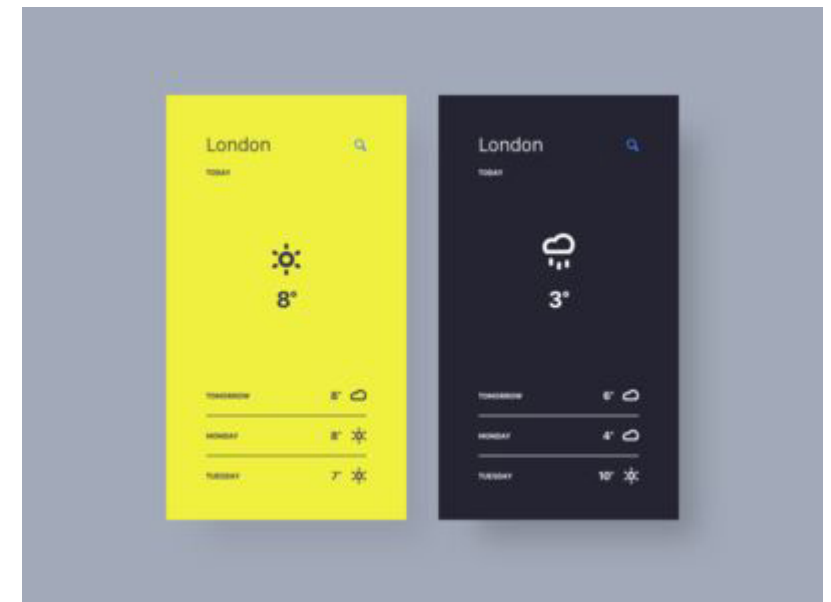 London
TODAY
8°
TOMORROW 8°
MONDAY 8°
TUESDAY 7°
London
TODAY
3°
TOMORROW 6°
MONDAY 4°
TUESDAY 10°